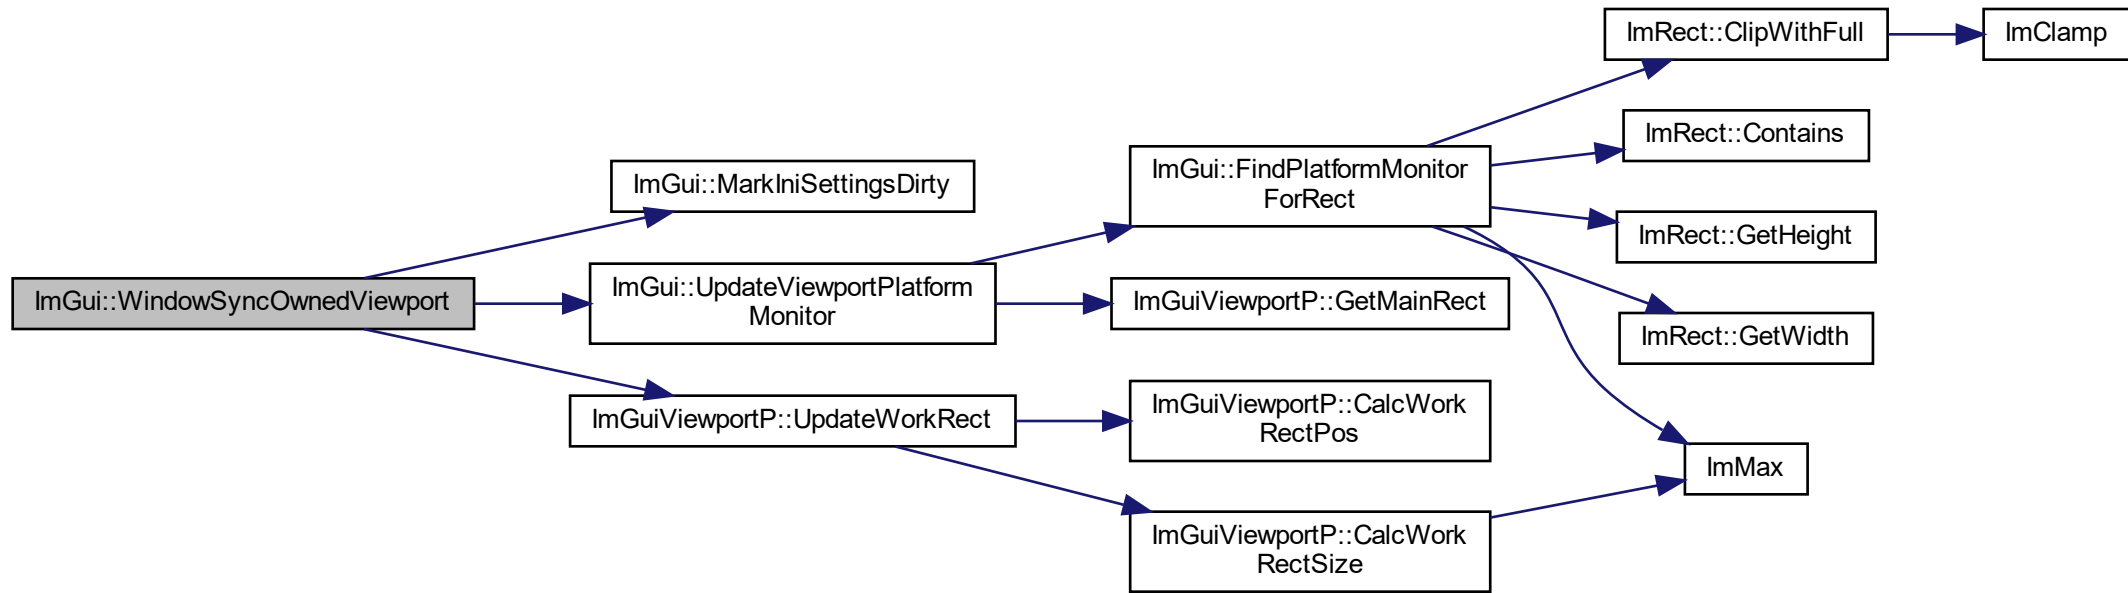 ImGui::WindowSyncOwnedViewport
ImGui::MarkIniSettingsDirty
ImGui::UpdateViewportPlatform
Monitor
ImGuiViewportP::UpdateWorkRect
ImGui::FindPlatformMonitor
ForRect
ImGuiViewportP::GetMainRect
ImGuiViewportP::CalcWork
RectPos
ImGuiViewportP::CalcWork
RectSize
ImRect::ClipWithFull
ImRect::Contains
ImRect::GetHeight
ImRect::GetWidth
ImMax
ImClamp